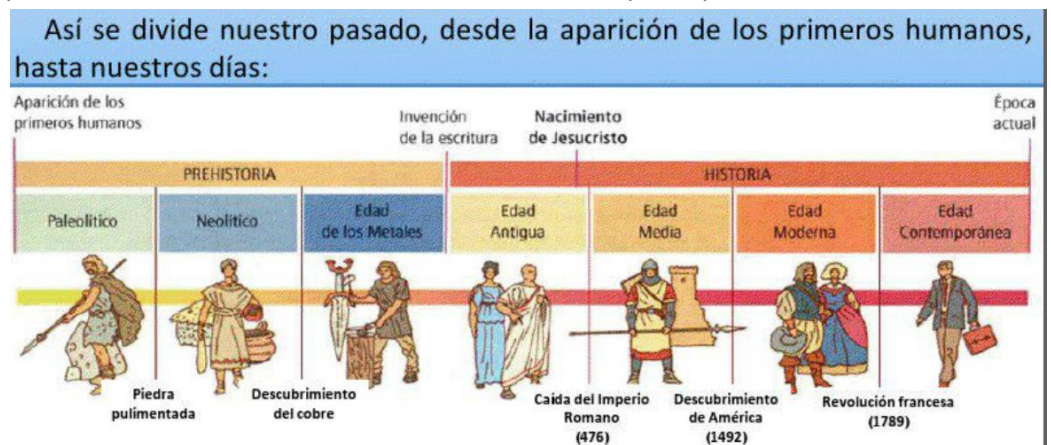 Así se divide nuestro pasado, desde la aparición de los primeros humanos,
hasta nuestros días:
Aparición de los
primeros humanos
Invención
de la escritura
Nacimiento
de Jesucristo
Época
actual
PREHISTORIA
HISTORIA
Paleolítico
Neolítico
Edad
de los Metales
Edad
Antigua
Edad
Media
Edad
Moderna
Edad
Contemporánea
Piedra
pulimentada
Descubrimiento
del cobre
Caída del Imperio
Romano
(476)
Descubrimiento
de América
(1492)
Revolución francesa
(1789)